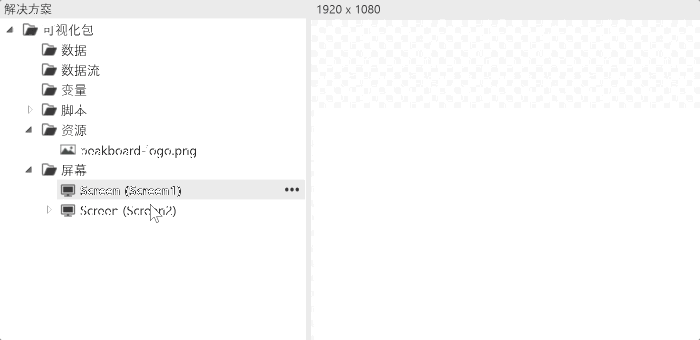 解决方案
1920 x 1080
可视化包
数据
数据流
变量
脚本
资源
peakboard-logo.png
屏幕
Screen (Screen1)
Screen (Screen2)